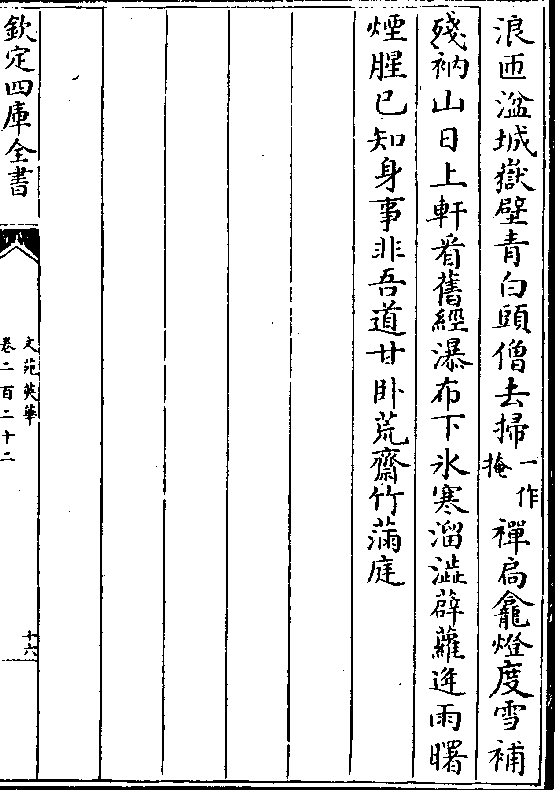 浪匝湓城嶽壁青白頭僧去掃一作掩禪扃龕燈度雪補
殘衲山日上軒看舊經瀑布下氷寒溜澁薜蘿逢雨曙
煙腥已知身事非吾道甘卧荒齋竹滿庭
欽定四庫全書
文苑英華
卷二百二十二
十六